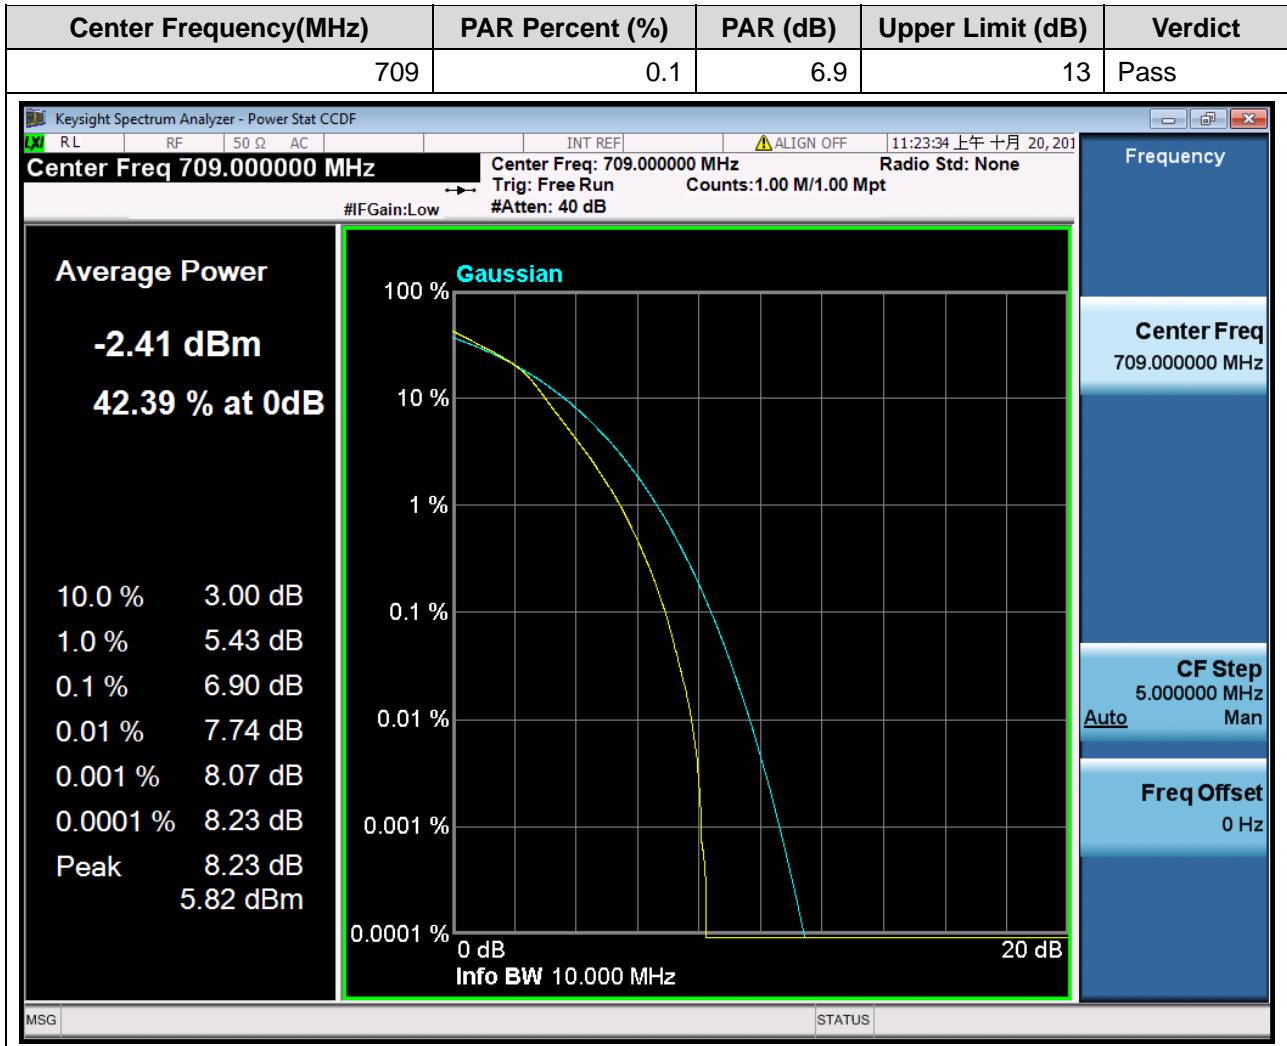 Center Frequency(MHz) PAR Percent (%) PAR (dB) Upper Limit (dB) Verdict
709 0.1 6.9 13 Pass
Keysight Spectrum Analyzer - Power Stat CCDF
LXI RL RF 50 Ω AC INT REF ALIGN OFF 11:23:34 上午 十月 20, 201
Center Freq 709.000000 MHz
Center Freq: 709.000000 MHz Radio Std: None
Trig: Free Run Counts:1.00 M/1.00 Mpt
#IFGain:Low #Atten: 40 dB
Frequency
Average Power
-2.41 dBm
42.39 % at 0dB
10.0 % 3.00 dB
1.0 % 5.43 dB
0.1 % 6.90 dB
0.01 % 7.74 dB
0.001 % 8.07 dB
0.0001 % 8.23 dB
Peak 8.23 dB
5.82 dBm
Gaussian
100 %
10 %
1 %
0.1 %
0.01 %
0.001 %
0.0001 %
0 dB 20 dB
Info BW 10.000 MHz
Center Freq
709.000000 MHz
CF Step
5.000000 MHz
Auto Man
Freq Offset
0 Hz
MSG STATUS